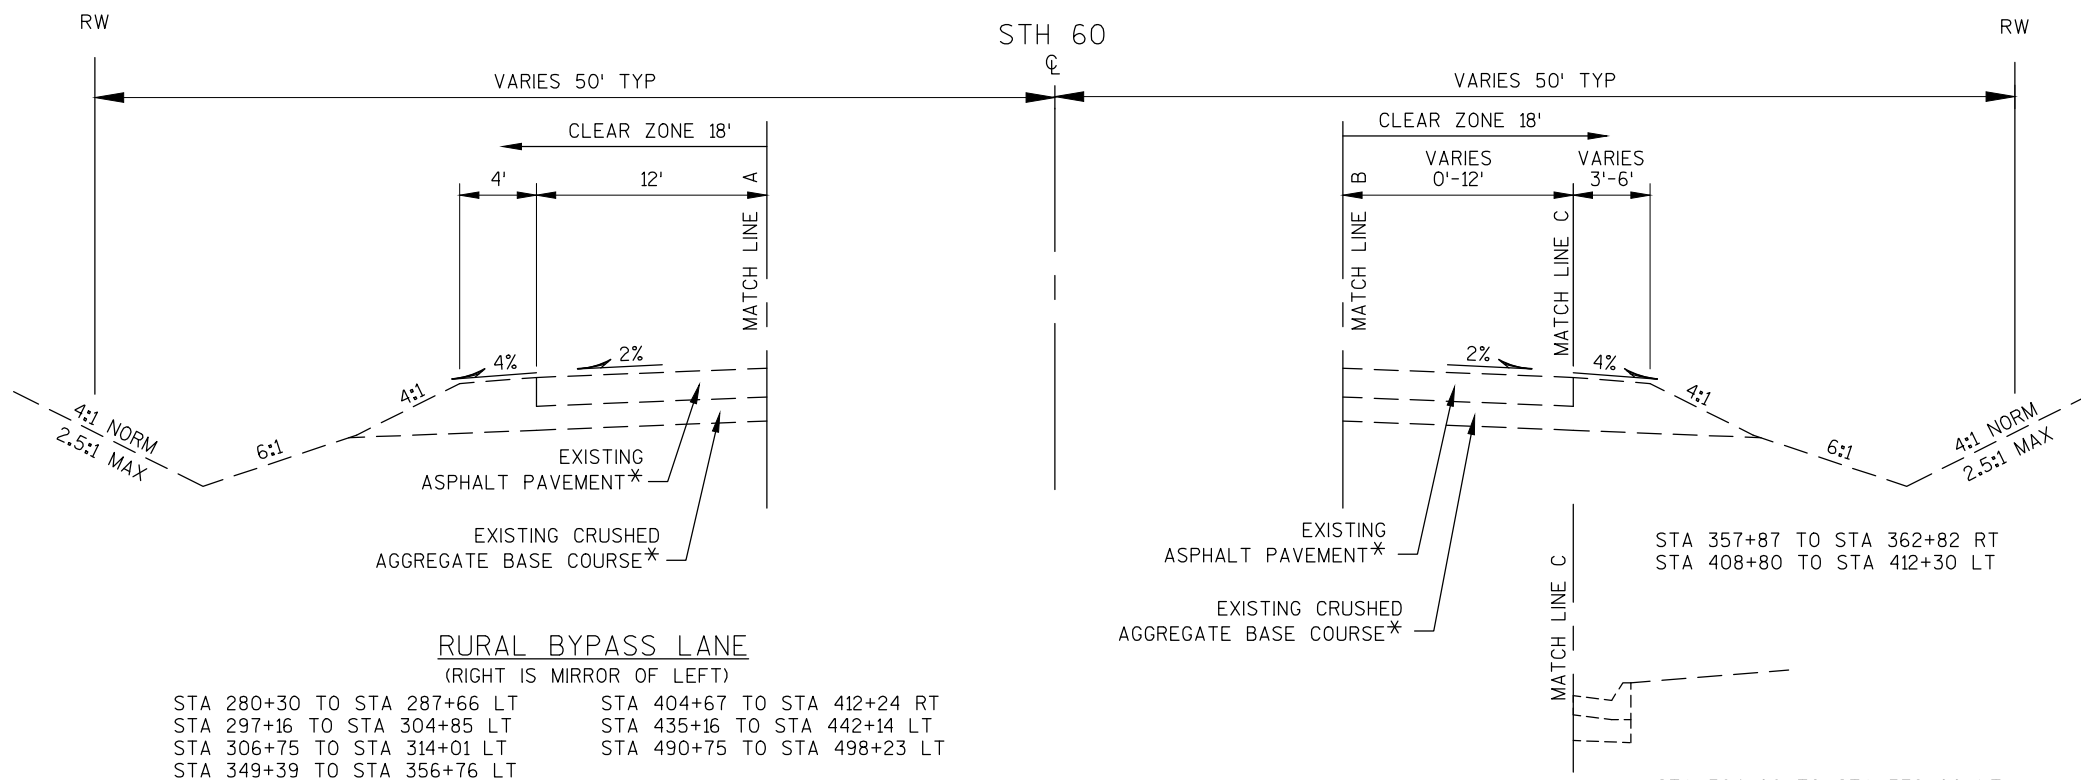 RW
STH 60
℄
RW
VARIES 50' TYP
VARIES 50' TYP
CLEAR ZONE 18'
CLEAR ZONE 18'
4'
12'
VARIES
0'-12'
VARIES
3'-6'
MATCH LINE A
MATCH LINE B
MATCH LINE C
4%
2%
2%
4%
4:1 NORM
2.5:1 MAX
6:1
4:1
4:1
6:1
4:1 NORM
2.5:1 MAX
EXISTING
ASPHALT PAVEMENT*
EXISTING CRUSHED
AGGREGATE BASE COURSE*
EXISTING
ASPHALT PAVEMENT*
EXISTING CRUSHED
AGGREGATE BASE COURSE*
STA 357+87 TO STA 362+82 RT
STA 408+80 TO STA 412+30 LT
MATCH LINE C
RURAL BYPASS LANE
(RIGHT IS MIRROR OF LEFT)
STA 280+30 TO STA 287+66 LT
STA 297+16 TO STA 304+85 LT
STA 306+75 TO STA 314+01 LT
STA 349+39 TO STA 356+76 LT
STA 404+67 TO STA 412+24 RT
STA 435+16 TO STA 442+14 LT
STA 490+75 TO STA 498+23 LT